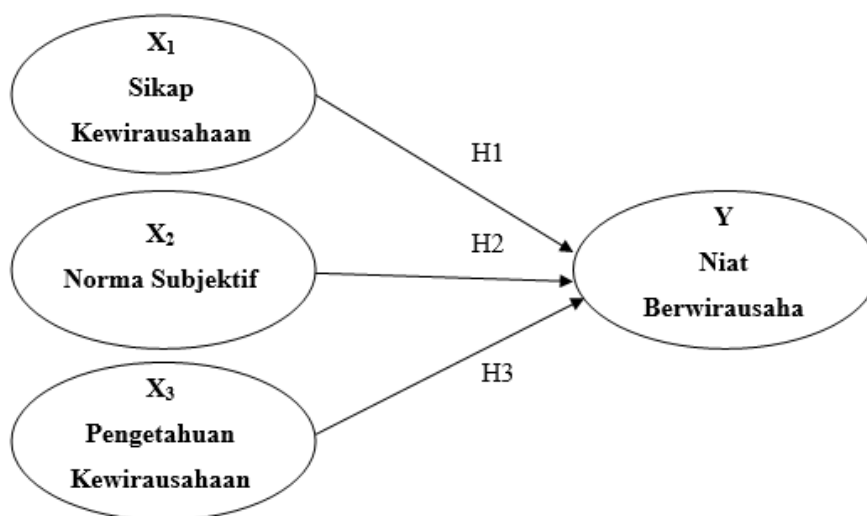 X₁
Sikap
Kewirausahaan
H1
X₂
Norma Subjektif
H2
Y
Niat
Berwirausaha
X₃
Pengetahuan
Kewirausahaan
H3